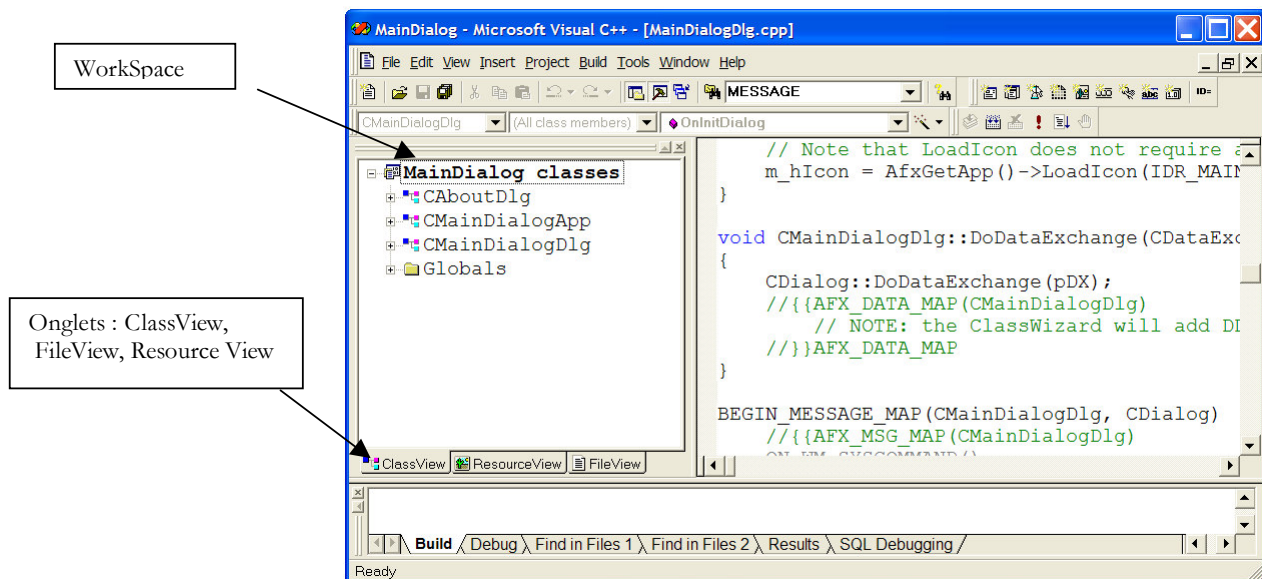 WorkSpace
Onglets : ClassView,
FileView, Resource View
MainDialog - Microsoft Visual C++ - [MainDialogDlg.cpp]
File Edit View Insert Project Build Tools Window Help
MESSAGE
ID=
CMainDialogDlg (All class members) OnInitDialog
MainDialog classes
CAboutDlg
CMainDialogApp
CMainDialogDlg
Globals
ClassView ResourceView FileView
// Note that LoadIcon does not require a
m_hIcon = AfxGetApp()->LoadIcon(IDR_MAIN
}
void CMainDialogDlg::DoDataExchange(CDataExc
{
CDialog::DoDataExchange(pDX);
//{{AFX_DATA_MAP(CMainDialogDlg)
// NOTE: the ClassWizard will add DD
//}}AFX_DATA_MAP
}
BEGIN_MESSAGE_MAP(CMainDialogDlg, CDialog)
//{{AFX_MSG_MAP(CMainDialogDlg)
ON_WM_SYSCOMMAND()
Build Debug Find in Files 1 Find in Files 2 Results SQL Debugging
Ready